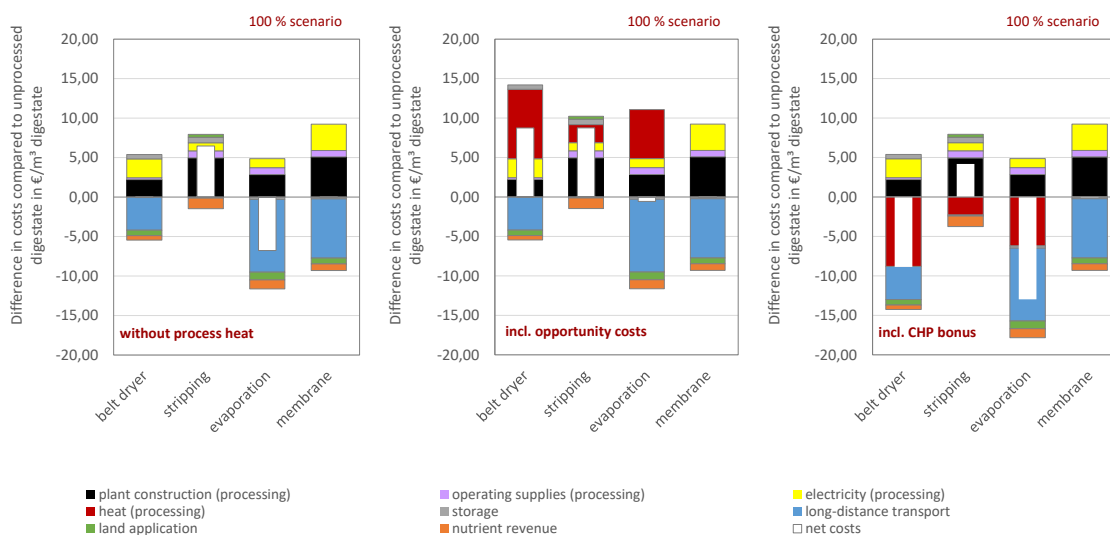 100 % scenario
Difference in costs compared to unprocessed
digestate in €/m³ digestate
20,00
15,00
10,00
5,00
0,00
-5,00
-10,00
-15,00
-20,00
without process heat
belt dryer
stripping
evaporation
membrane
100 % scenario
Difference in costs compared to unprocessed
digestate in €/m³ digestate
20,00
15,00
10,00
5,00
0,00
-5,00
-10,00
-15,00
-20,00
incl. opportunity costs
belt dryer
stripping
evaporation
membrane
100 % scenario
Difference in costs compared to unprocessed
digestate in €/m³ digestate
20,00
15,00
10,00
5,00
0,00
-5,00
-10,00
-15,00
-20,00
incl. CHP bonus
belt dryer
stripping
evaporation
membrane
plant construction (processing)
operating supplies (processing)
electricity (processing)
heat (processing)
storage
long-distance transport
land application
nutrient revenue
net costs